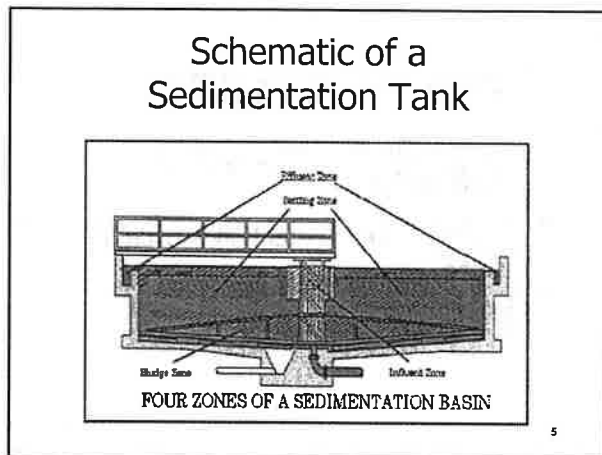 Schematic of a
Sedimentation Tank
Effluent Zone
Settling Zone
Sludge Zone
Influent Zone
FOUR ZONES OF A SEDIMENTATION BASIN
5